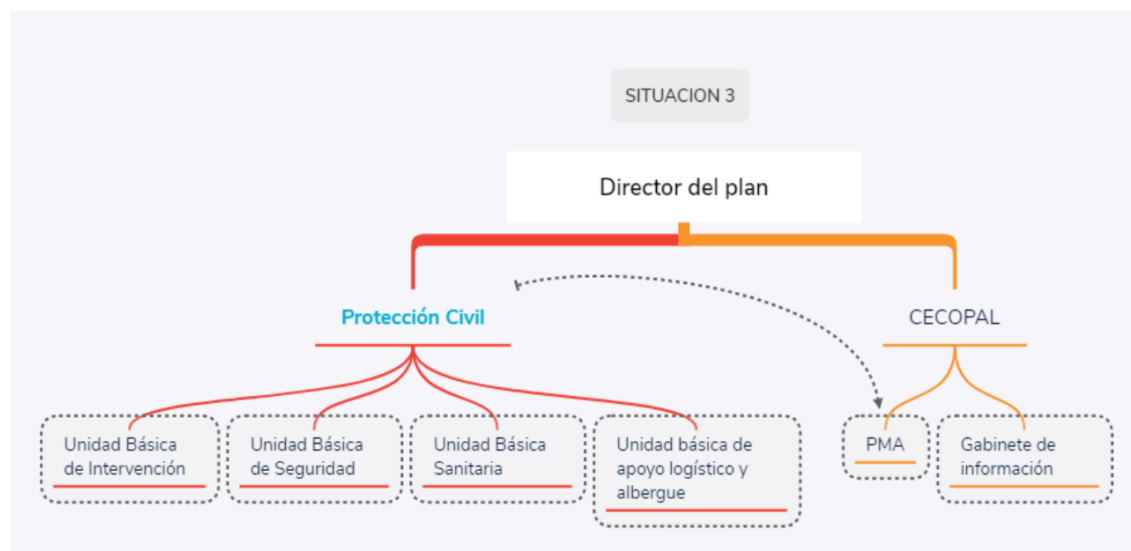 SITUACION 3
Director del plan
Protección Civil
CECOPAL
Unidad Básica
de Intervención
Unidad Básica
de Seguridad
Unidad Básica
Sanitaria
Unidad básica de
apoyo logístico y
albergue
PMA
Gabinete de
información